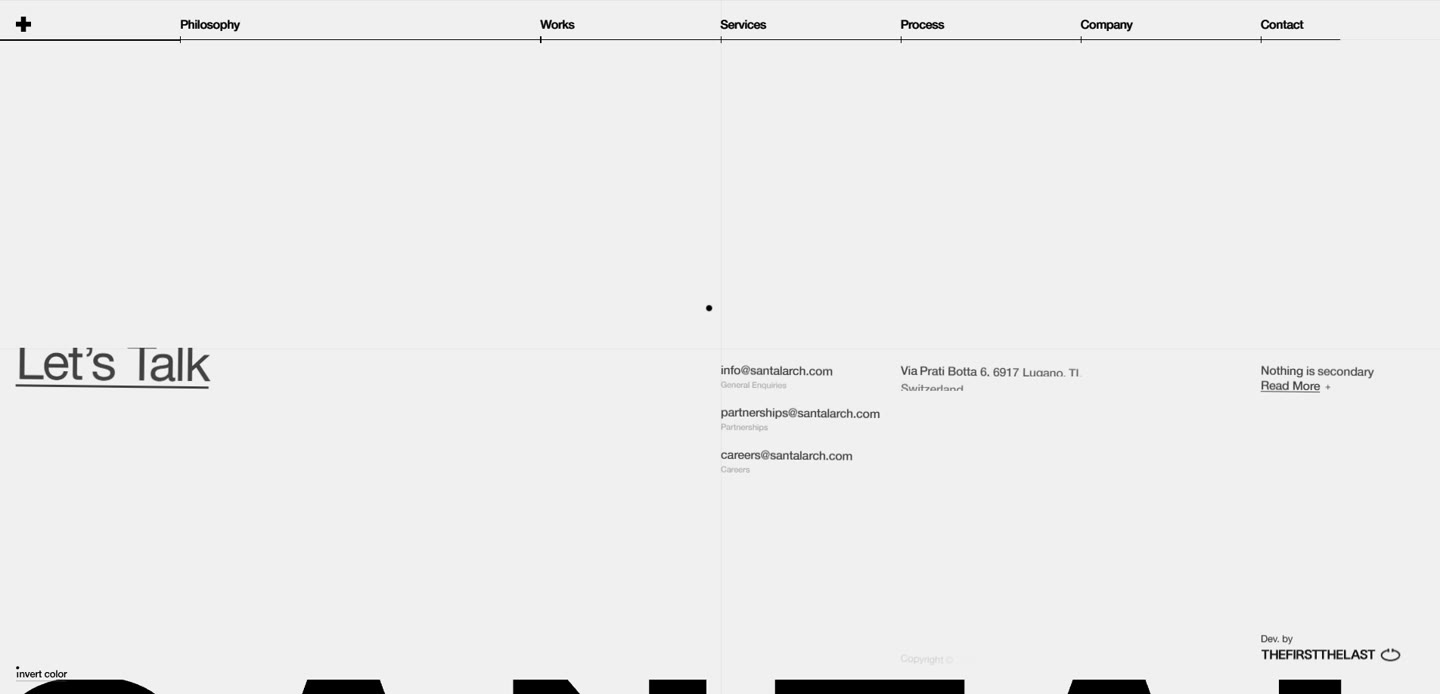 Philosophy
Works
Services
Process
Company
Contact
Let's Talk
info@santalarch.com
General Enquiries
partnerships@santalarch.com
Partnerships
careers@santalarch.com
Careers
Via Prati Botta 6, 6917 Lugano, TI,
Switzerland
Nothing is secondary
Read More +
Copyright ©
Dev. by
THEFIRSTTHELAST
invert color